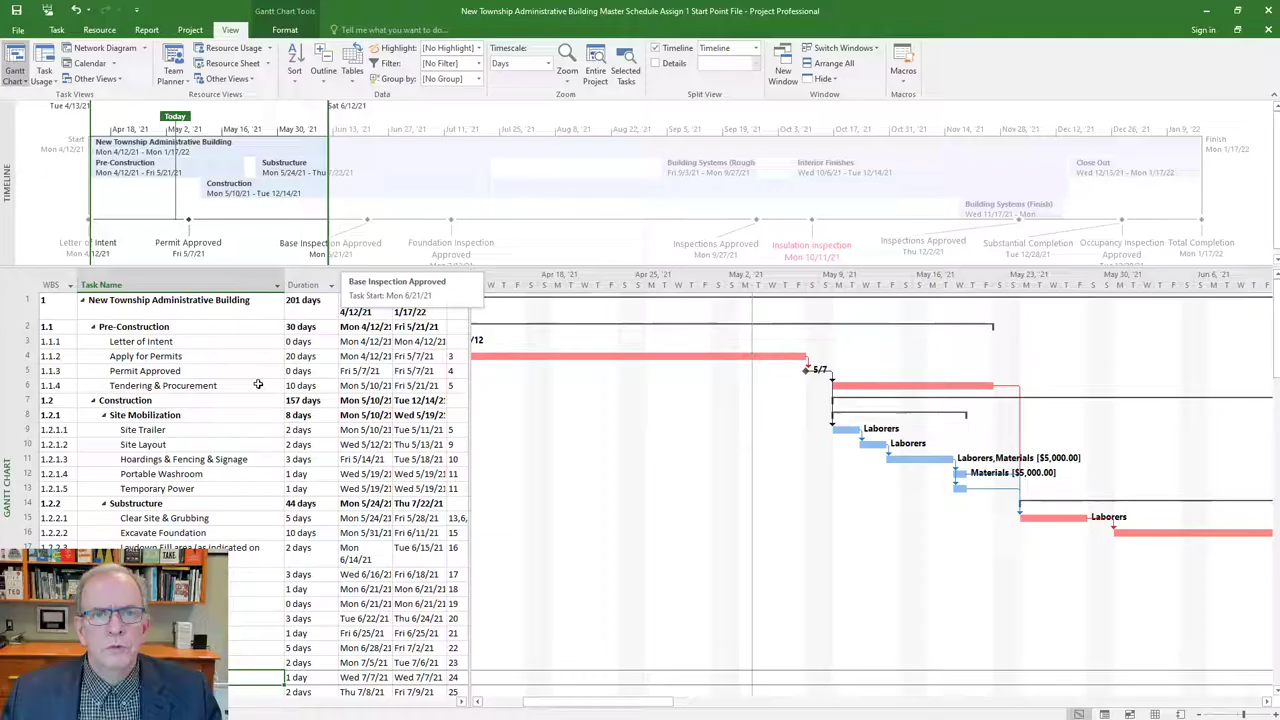 Gantt Chart Tools
New Township Administrative Building Master Schedule Assign 1 Start Point File - Project Professional
File Task Resource Report Project View Format Tell me what you want to do... Sign in
Gantt Chart
Task Usage
Network Diagram
Calendar
Other Views
Task Views
Team Planner
Resource Usage
Resource Sheet
Other Views
Resource Views
Sort
Outline
Tables
Highlight: [No Highlight]
Filter: [No Filter]
Group by: [No Group]
Data
Timescale:
Days
Zoom
Entire Project
Selected Tasks
Zoom
Timeline Timeline
Details
Split View
New Window
Switch Windows
Arrange All
Hide
Window
Macros
Macros
Tue 4/13/21 Sat 6/12/21
Today
Apr 18, '21 May 2, '21 May 16, '21 May 30, '21 Jun 13, '21 Jun 27, '21 Jul 11, '21 Jul 25, '21 Aug 8, '21 Aug 22, '21 Sep 5, '21 Sep 19, '21 Oct 3, '21 Oct 17, '21 Oct 31, '21 Nov 14, '21 Nov 28, '21 Dec 12, '21 Dec 26, '21 Jan 9, '22
TIMELINE
Start
Mon 4/12/21
New Township Administrative Building
Mon 4/12/21 - Mon 1/17/22
Finish
Mon 1/17/22
Pre-Construction
Mon 4/12/21 - Fri 5/21/21
Substructure
Mon 5/24/21 - Thu 7/22/21
Building Systems (Rough
Fri 9/3/21 - Mon 9/27/21
Interior Finishes
Wed 10/6/21 - Tue 12/14/21
Close Out
Wed 12/15/21 - Mon 1/17/22
Construction
Mon 5/10/21 - Tue 12/14/21
Building Systems (Finish)
Wed 11/17/21 - Mon
Letter of Intent
Mon 4/12/21
Permit Approved
Fri 5/7/21
Base Inspection Approved
Mon 6/21/21
Foundation Inspection Approved
Inspections Approved
Mon 9/27/21
Insulation Inspection
Mon 10/11/21
Inspections Approved
Thu 12/2/21
Substantial Completion
Tue 12/28/21
Occupancy Inspection Approved
Total Completion
Mon 1/17/22
Base Inspection Approved
Task Start: Mon 6/21/21
WBS Task Name Duration
Apr 18, '21 Apr 25, '21 May 2, '21 May 9, '21 May 16, '21 May 23, '21 May 30, '21 Jun 6, '21
GANTT CHART
1 1 New Township Administrative Building 201 days 4/12/21 1/17/22
2 1.1 Pre-Construction 30 days Mon 4/12/21 Fri 5/21/21
3 1.1.1 Letter of Intent 0 days Mon 4/12/21 Mon 4/12/21
/12
4 1.1.2 Apply for Permits 20 days Mon 4/12/21 Fri 5/7/21 3
5 1.1.3 Permit Approved 0 days Fri 5/7/21 Fri 5/7/21 4
5/7
6 1.1.4 Tendering & Procurement 10 days Mon 5/10/21 Fri 5/21/21 5
7 1.2 Construction 157 days Mon 5/10/21 Tue 12/14/21
8 1.2.1 Site Mobilization 8 days Mon 5/10/21 Wed 5/19/21
9 1.2.1.1 Site Trailer 2 days Mon 5/10/21 Tue 5/11/21 5
Laborers
10 1.2.1.2 Site Layout 2 days Wed 5/12/21 Thu 5/13/21 9
Laborers
11 1.2.1.3 Hoardings & Fencing & Signage 3 days Fri 5/14/21 Tue 5/18/21 10
Laborers,Materials [$5,000.00]
12 1.2.1.4 Portable Washroom 1 day Wed 5/19/21 Wed 5/19/21 11
Materials [$5,000.00]
13 1.2.1.5 Temporary Power 1 day Wed 5/19/21 Wed 5/19/21 11
14 1.2.2 Substructure 44 days Mon 5/24/21 Thu 7/22/21
15 1.2.2.1 Clear Site & Grubbing 5 days Mon 5/24/21 Fri 5/28/21 13,6,
Laborers
16 1.2.2.2 Excavate Foundation 10 days Mon 5/31/21 Fri 6/11/21 15
17 1.2.2.3 Laydown Fill area (as indicated on 2 days Mon 6/14/21 Tue 6/15/21 16
3 days Wed 6/16/21 Fri 6/18/21 17
1 day Mon 6/21/21 Mon 6/21/21 18
0 days Mon 6/21/21 Mon 6/21/21 19
3 days Tue 6/22/21 Thu 6/24/21 20
1 day Fri 6/25/21 Fri 6/25/21 21
5 days Mon 6/28/21 Fri 7/2/21 22
2 days Mon 7/5/21 Tue 7/6/21 23
1 day Wed 7/7/21 Wed 7/7/21 24
2 days Thu 7/8/21 Fri 7/9/21 25